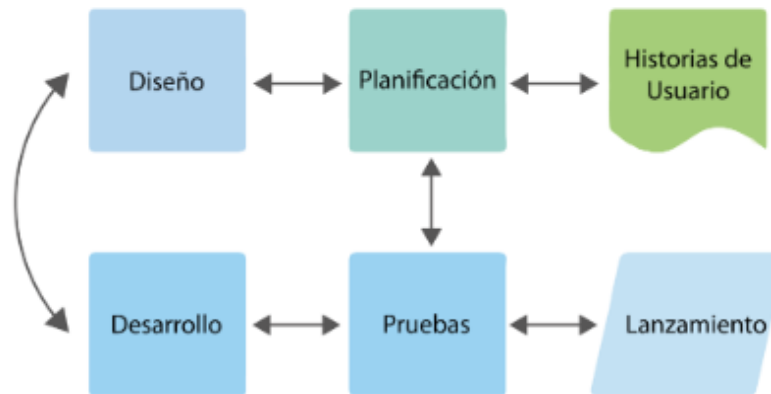 Diseño
Planificación
Historias de
Usuario
Desarrollo
Pruebas
Lanzamiento